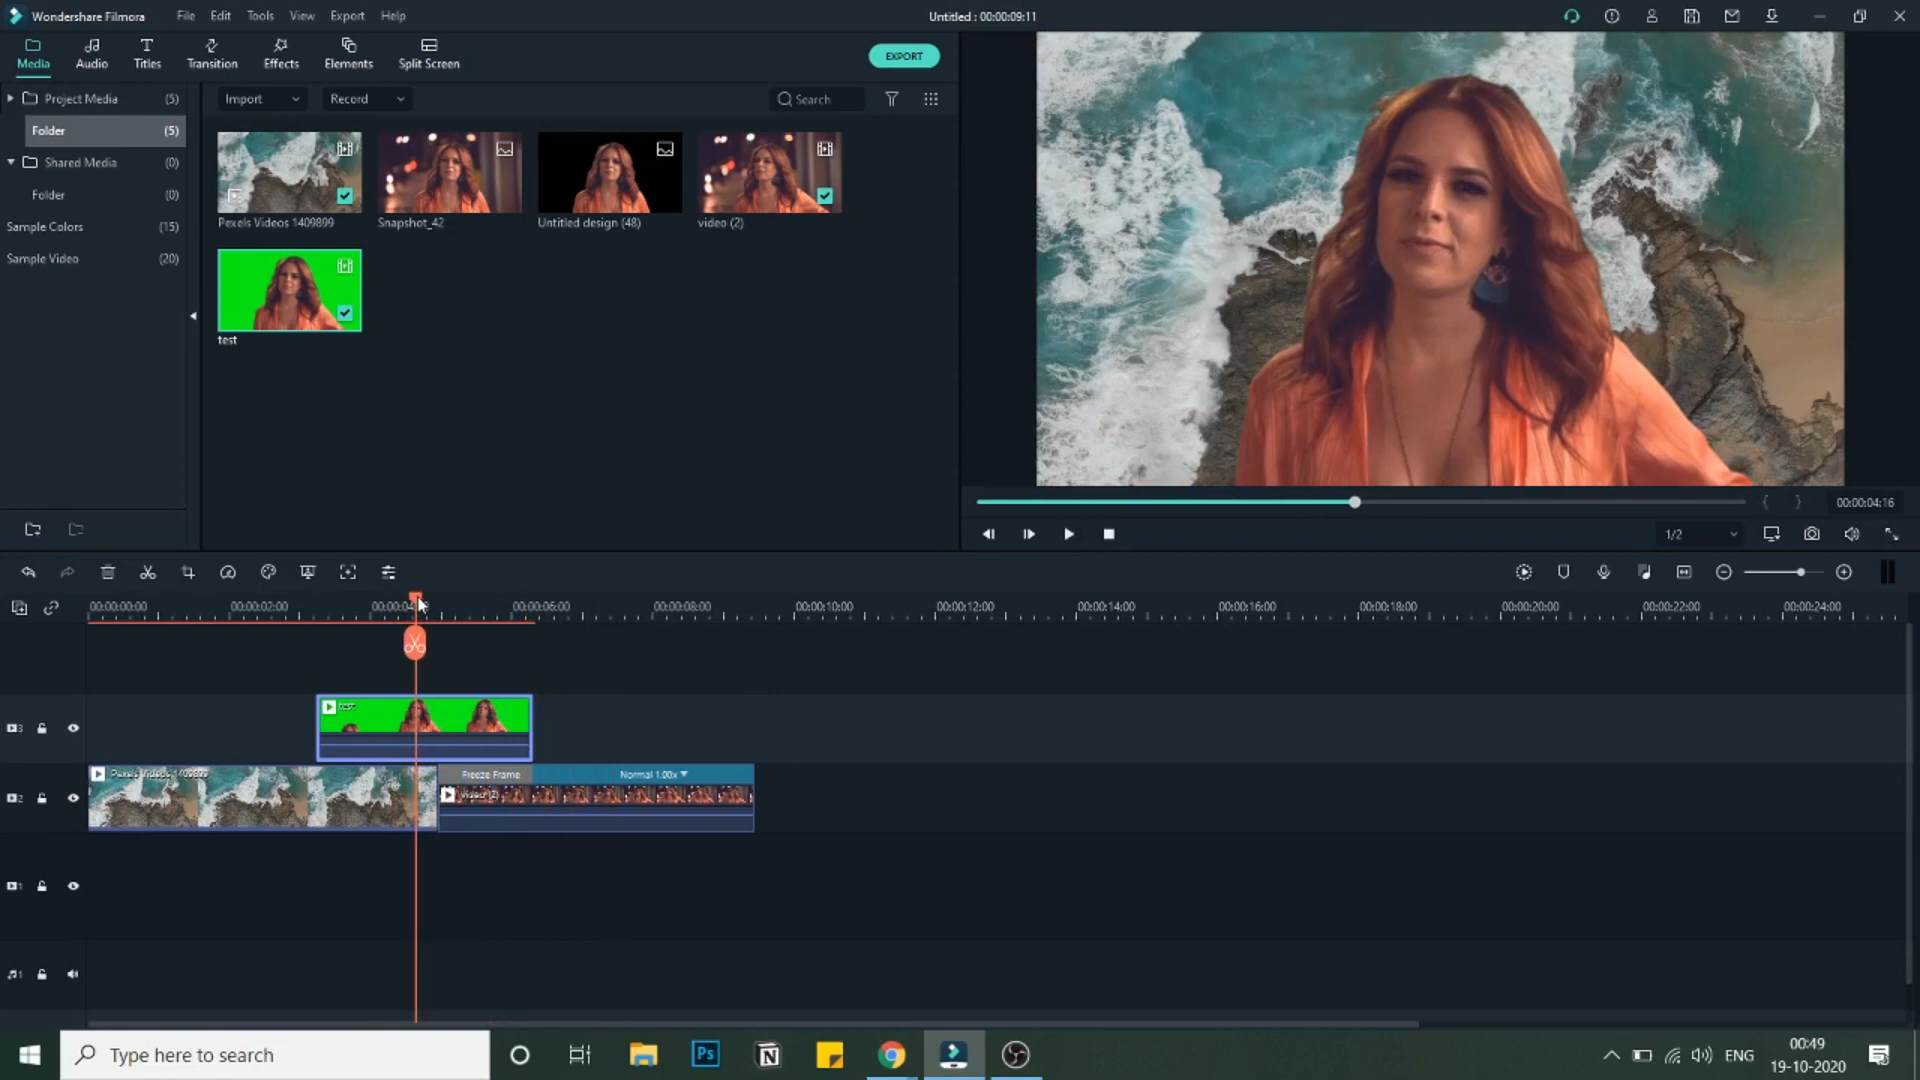 Wondershare Filmora File Edit Tools View Export Help
Untitled : 00:00:09:11
Media Audio Titles Transition Effects Elements Split Screen
EXPORT
Project Media (5)
Folder (5)
Shared Media (0)
Folder (0)
Sample Colors (15)
Sample Video (20)
Import Record Search
Pexels Videos 1409899 Snapshot_42 Untitled design (48) video (2)
test
00:00:04:16
1/2
00:00:00:00 00:00:02:00 00:00:06:00 00:00:08:00 00:00:10:00 00:00:12:00 00:00:14:00 00:00:16:00 00:00:18:00 00:00:20:00 00:00:22:00 00:00:24:00
3
test
2
Pexels Videos 1409899
Freeze Frame Normal 1.00x
video (2)
1
1
Type here to search
Ps
ENG
00:49
19-10-2020